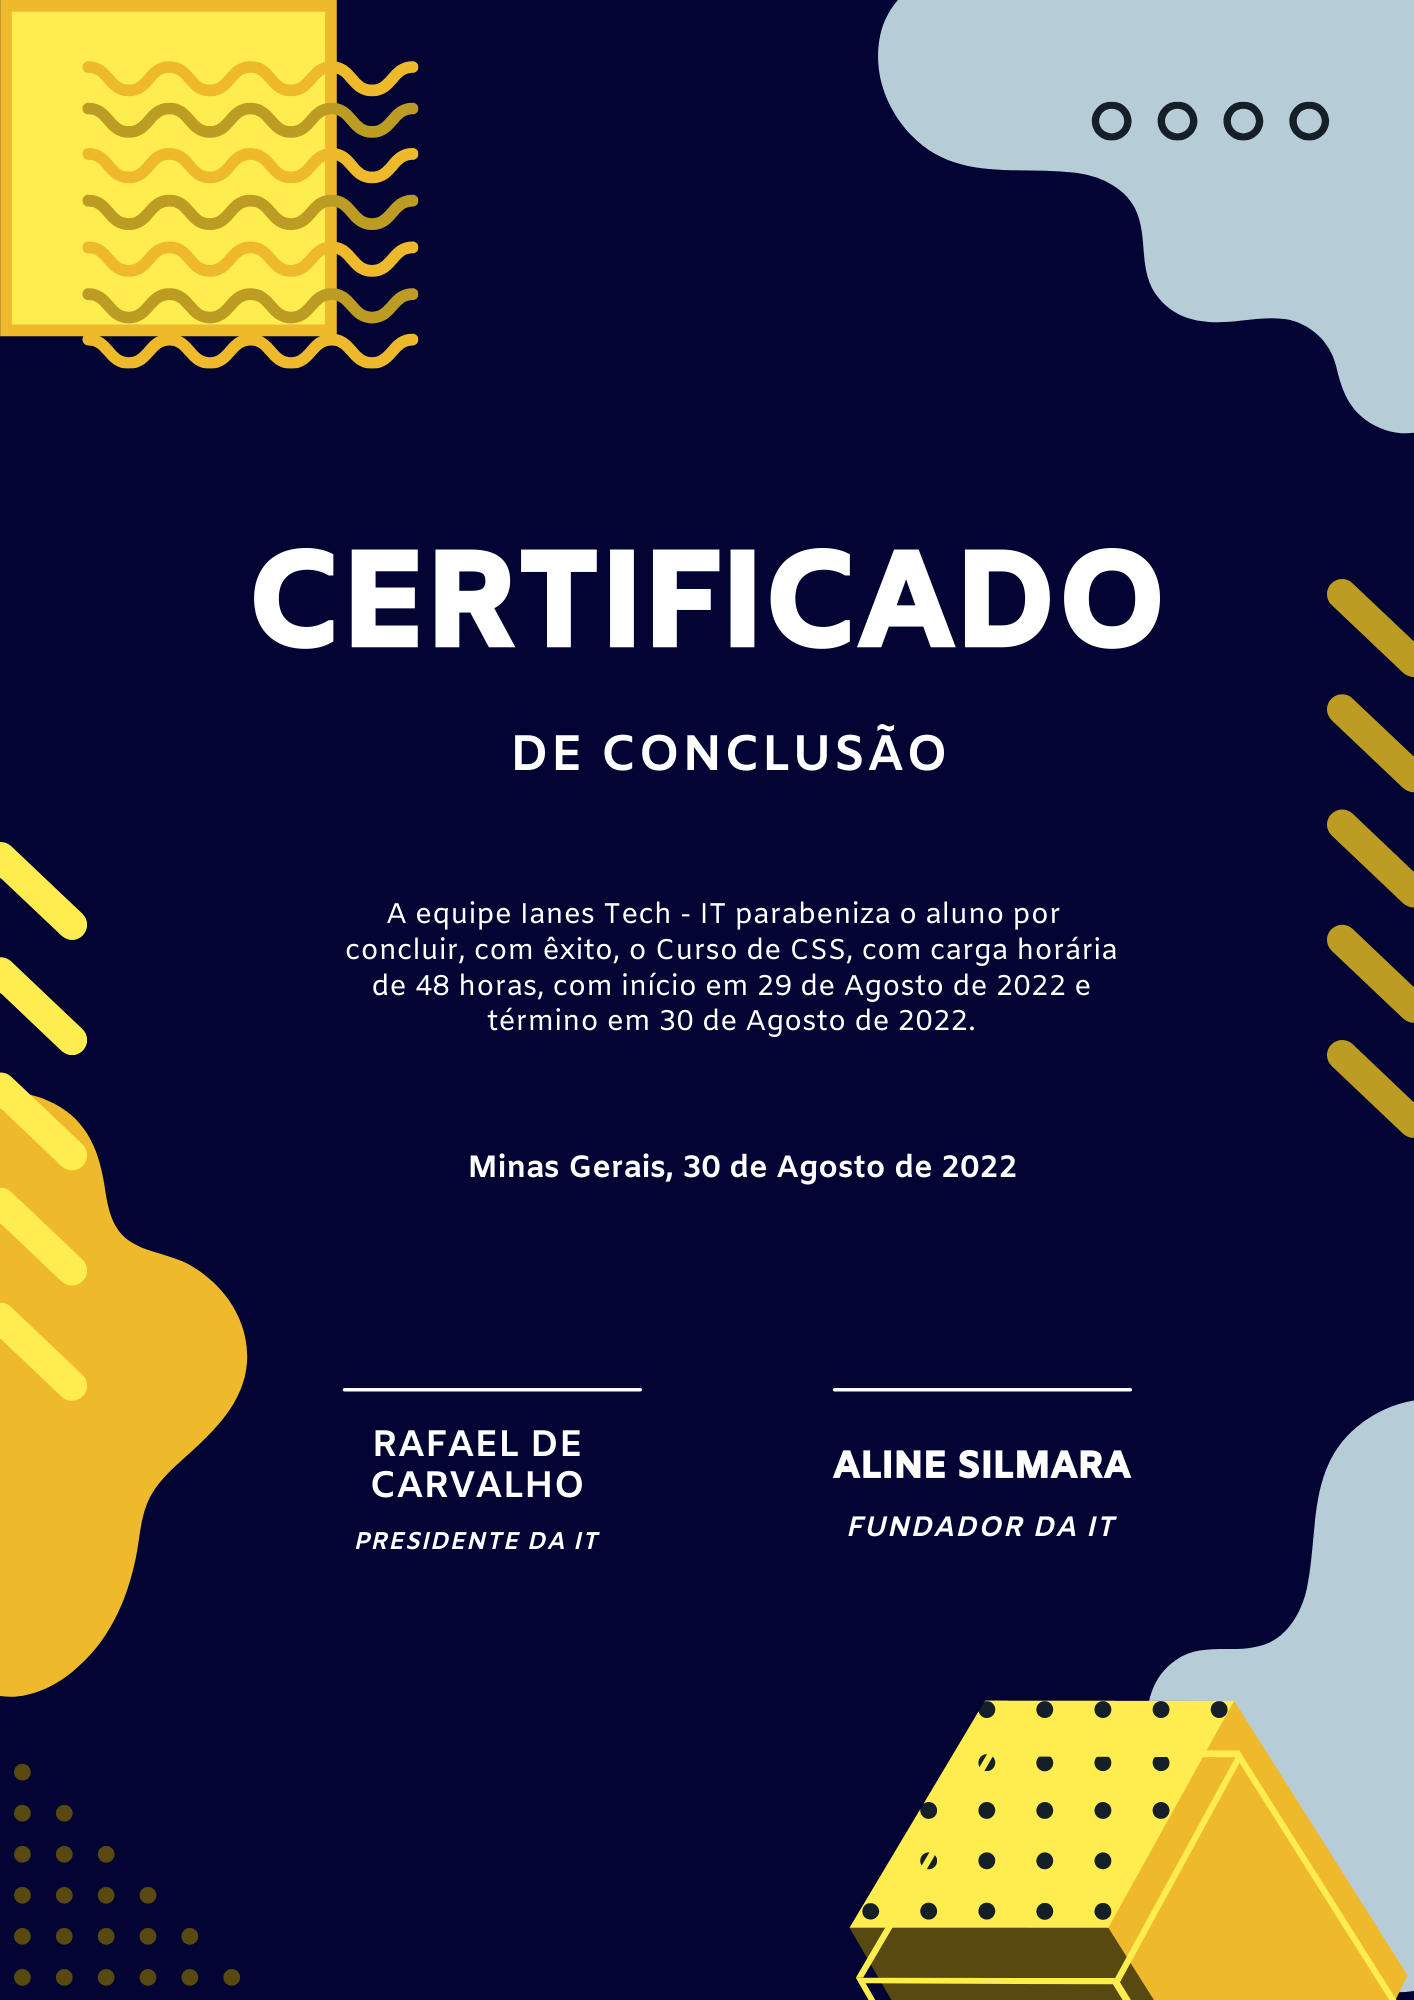 CERTIFICADO
DE CONCLUSÃO
A equipe Ianes Tech - IT parabeniza o aluno por
concluir, com êxito, o Curso de CSS, com carga horária
de 48 horas, com início em 29 de Agosto de 2022 e
término em 30 de Agosto de 2022.
Minas Gerais, 30 de Agosto de 2022
RAFAEL DE
CARVALHO
PRESIDENTE DA IT
ALINE SILMARA
FUNDADOR DA IT